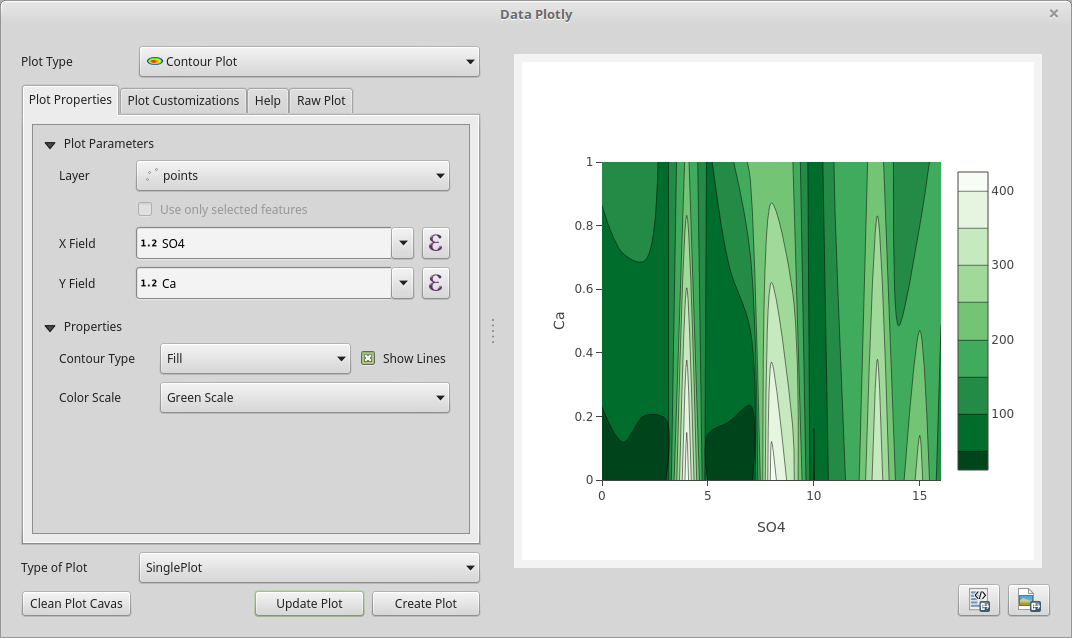 Data Plotly
Plot Type
Contour Plot
Plot Properties
Plot Customizations
Help
Raw Plot
Plot Parameters
Layer
points
Use only selected features
X Field
1.2 SO4
ε
Y Field
1.2 Ca
ε
Properties
Contour Type
Fill
Show Lines
Color Scale
Green Scale
Type of Plot
SinglePlot
Clean Plot Cavas
Update Plot
Create Plot
1
0.8
0.6
0.4
0.2
0
Ca
0
5
10
15
SO4
400
300
200
100